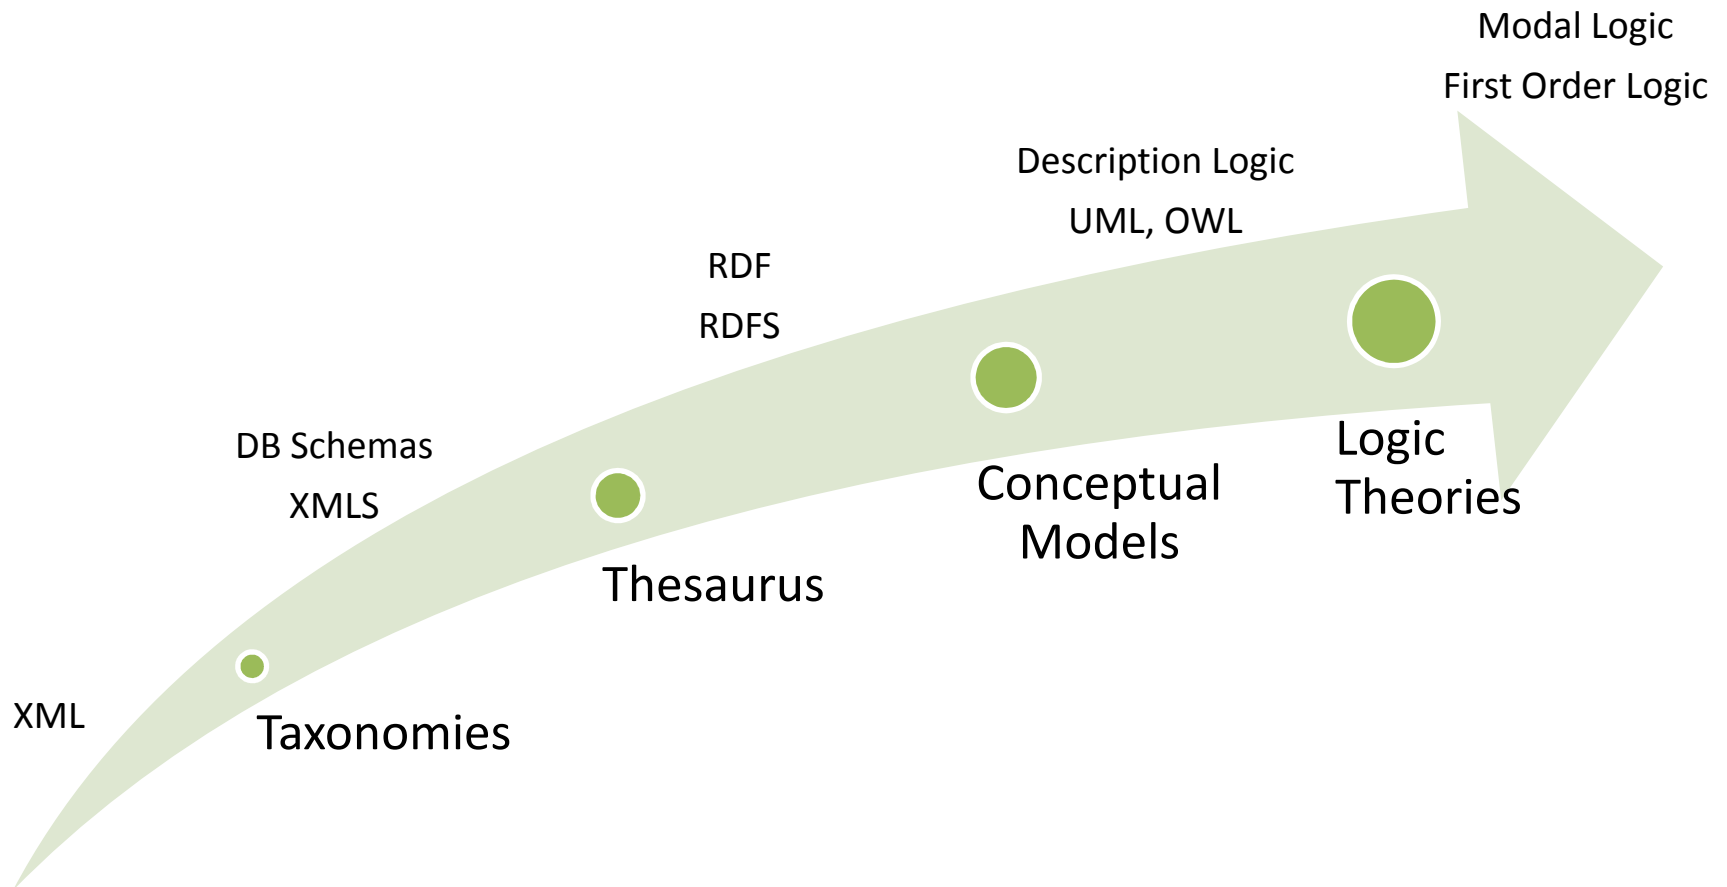 Modal Logic
First Order Logic
Description Logic
UML, OWL
RDF
RDFS
DB Schemas
XMLS
XML
Logic
Theories
Conceptual
Models
Thesaurus
Taxonomies